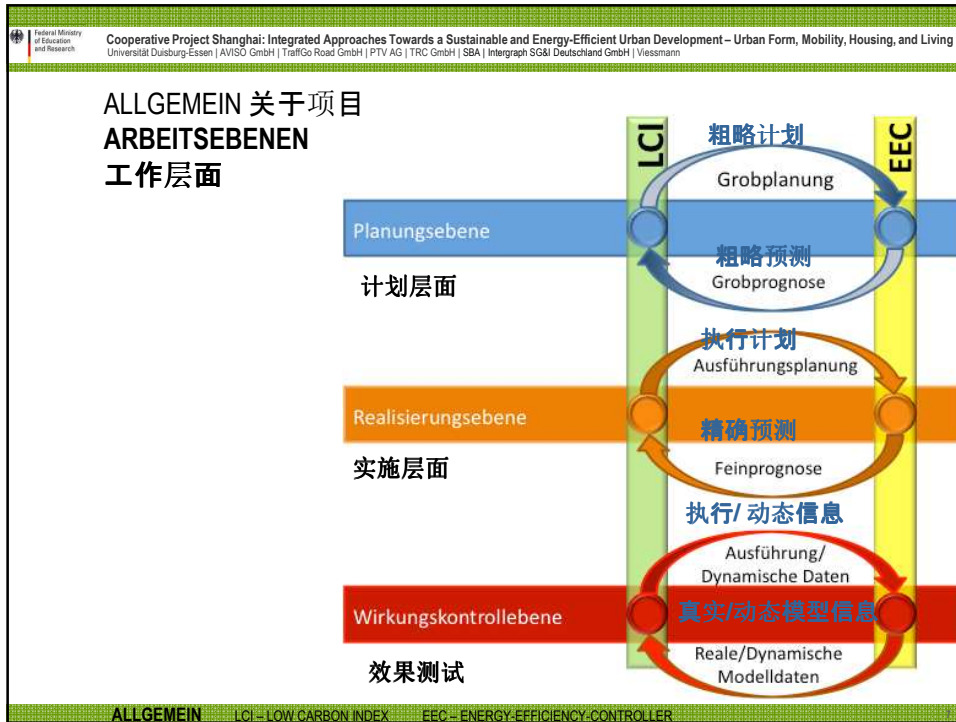 Federal Ministry
of Education
and Research
Cooperative Project Shanghai: Integrated Approaches Towards a Sustainable and Energy-Efficient Urban Development – Urban Form, Mobility, Housing, and Living
Universität Duisburg-Essen | AVISO GmbH | TraffGo Road GmbH | PTV AG | TRC GmbH | SBA | Intergraph SG&I Deutschland GmbH | Viessmann
ALLGEMEIN 关于项目
ARBEITSEBENEN
工作层面
LCI
EEC
粗略计划
Grobplanung
Planungsebene
粗略预测
Grobprognose
计划层面
执行计划
Ausführungsplanung
Realisierungsebene
精确预测
Feinprognose
实施层面
执行/ 动态信息
Ausführung/
Dynamische Daten
Wirkungskontrollebene
真实/动态模型信息
Reale/Dynamische
Modelldaten
效果测试
ALLGEMEIN LCI – LOW CARBON INDEX EEC – ENERGY-EFFICIENCY-CONTROLLER